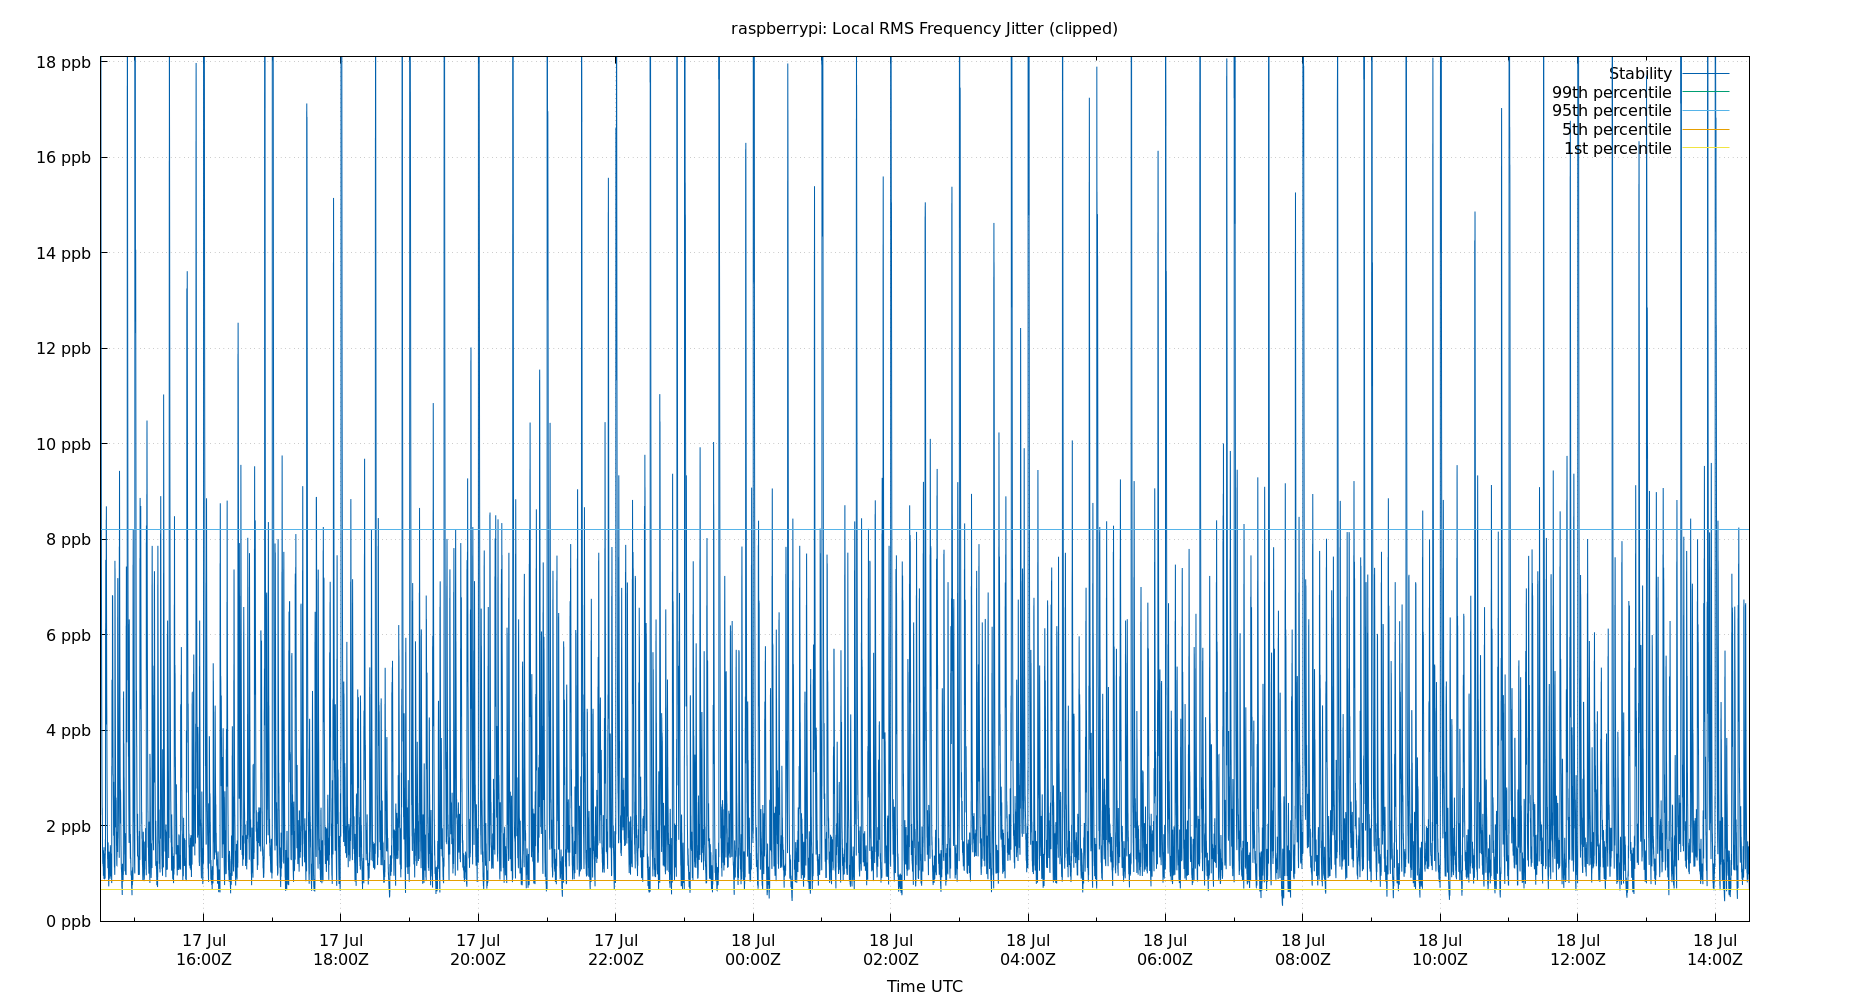 raspberrypi: Local RMS Frequency Jitter (clipped)
18 ppb
16 ppb
14 ppb
12 ppb
10 ppb
8 ppb
6 ppb
4 ppb
2 ppb
0 ppb
Stability
99th percentile
95th percentile
5th percentile
1st percentile
17 Jul 17 Jul 17 Jul 17 Jul 18 Jul 18 Jul 18 Jul 18 Jul 18 Jul 18 Jul 18 Jul 18 Jul
16:00Z 18:00Z 20:00Z 22:00Z 00:00Z 02:00Z 04:00Z 06:00Z 08:00Z 10:00Z 12:00Z 14:00Z
Time UTC